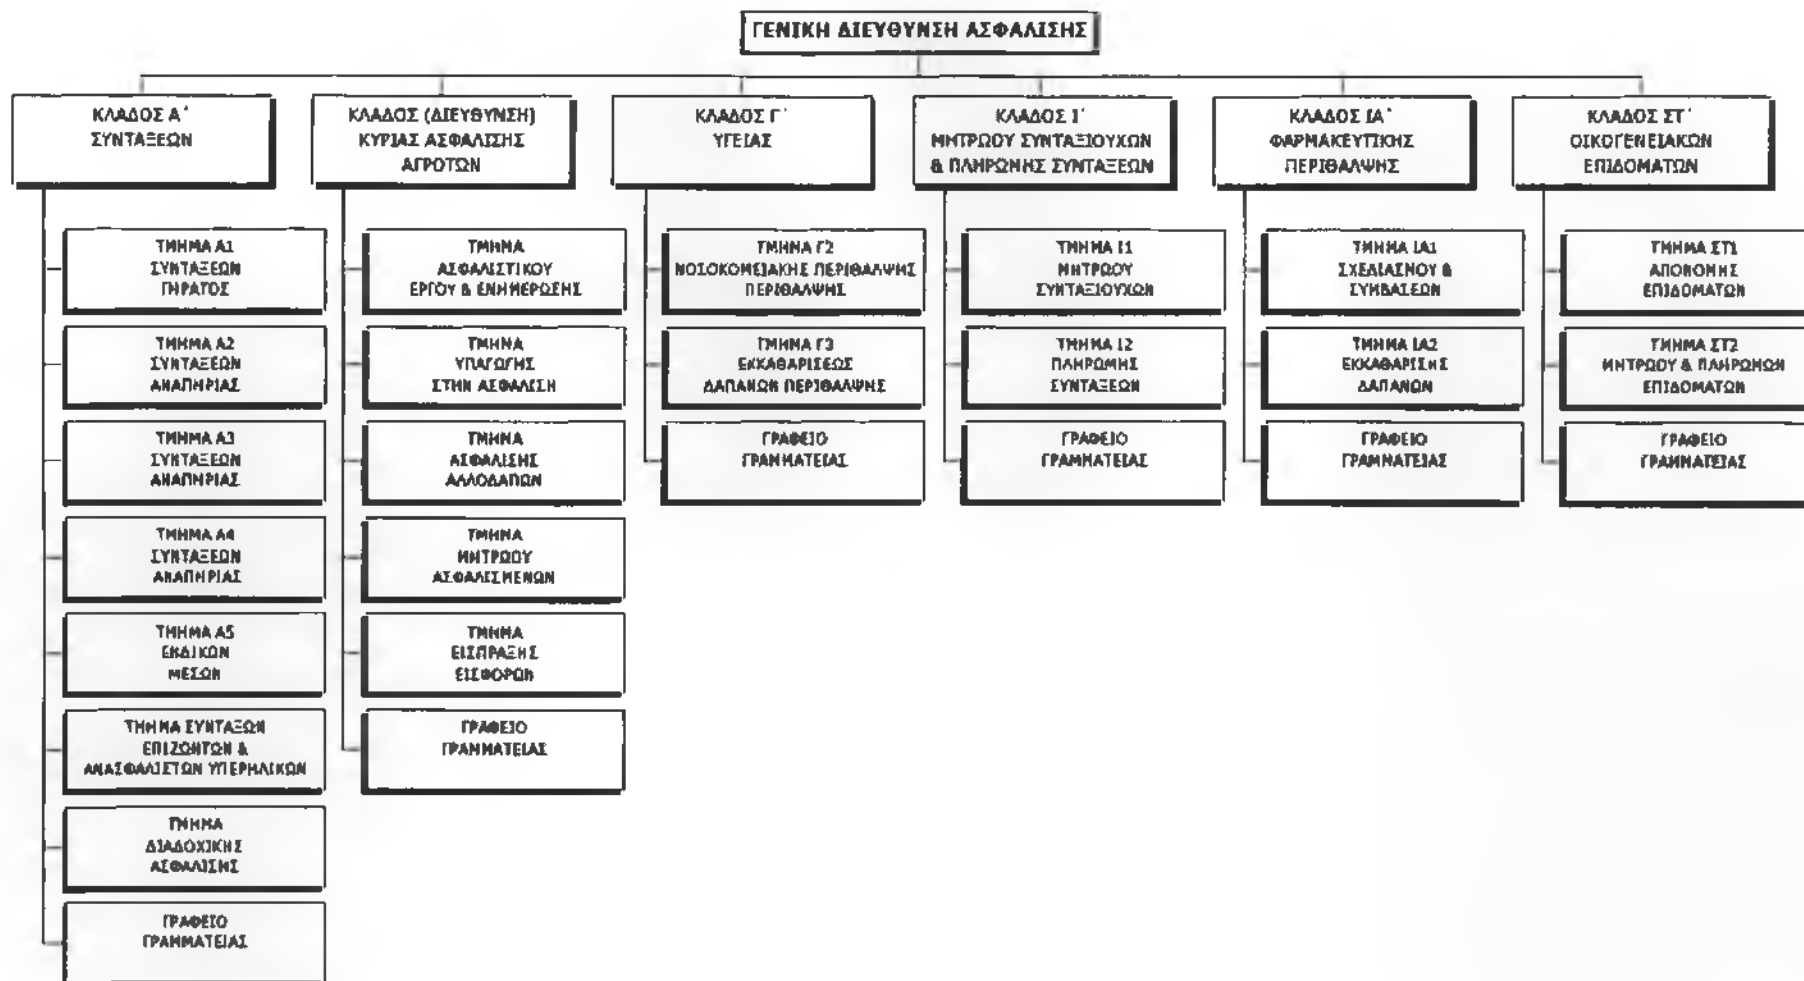 ΓΕΝΙΚΗ ΔΙΕΥΘΥΝΣΗ ΑΣΦΑΛΙΣΗΣ
ΚΛΑΔΟΣ Α΄
ΣΥΝΤΑΞΕΩΝ
ΤΜΗΜΑ Α1
ΣΥΝΤΑΞΕΩΝ
ΓΗΡΑΤΟΣ
ΤΜΗΜΑ Α2
ΣΥΝΤΑΞΕΩΝ
ΑΝΑΠΗΡΙΑΣ
ΤΜΗΜΑ Α3
ΣΥΝΤΑΞΕΩΝ
ΑΝΑΠΗΡΙΑΣ
ΤΜΗΜΑ Α4
ΣΥΝΤΑΞΕΩΝ
ΑΝΑΠΗΡΙΑΣ
ΤΜΗΜΑ Α5
ΕΝΔΙΚΩΝ
ΜΕΣΩΝ
ΤΜΗΜΑ ΣΥΝΤΑΞΩΝ
ΕΠΙΖΩΝΤΩΝ &
ΑΝΑΣΦΑΛΙΣΤΩΝ ΥΠΕΡΗΛΙΚΩΝ
ΤΜΗΜΑ
ΔΙΑΔΟΧΙΚΗΣ
ΑΣΦΑΛΙΣΗΣ
ΓΡΑΦΕΙΟ
ΓΡΑΜΜΑΤΕΙΑΣ
ΚΛΑΔΟΣ (ΔΙΕΥΘΥΝΣΗ)
ΚΥΡΙΑΣ ΑΣΦΑΛΙΣΗΣ
ΑΓΡΟΤΩΝ
ΤΜΗΜΑ
ΑΣΦΑΛΙΣΤΙΚΟΥ
ΕΡΓΟΥ & ΕΝΗΜΕΡΩΣΗΣ
ΤΜΗΜΑ
ΥΠΑΓΩΓΗΣ
ΣΤΗΝ ΑΣΦΑΛΙΣΗ
ΤΜΗΜΑ
ΑΣΦΑΛΙΣΗΣ
ΑΛΛΟΔΑΠΩΝ
ΤΜΗΜΑ
ΜΗΤΡΩΟΥ
ΑΣΦΑΛΙΣΜΕΝΩΝ
ΤΜΗΜΑ
ΕΙΣΠΡΑΞΗΣ
ΕΙΣΦΟΡΩΝ
ΓΡΑΦΕΙΟ
ΓΡΑΜΜΑΤΕΙΑΣ
ΚΛΑΔΟΣ Γ΄
ΥΓΕΙΑΣ
ΤΜΗΜΑ Γ2
ΝΟΣΟΚΟΜΕΙΑΚΗΣ ΠΕΡΙΘΑΛΨΗΣ
ΠΕΡΙΘΑΛΨΗΣ
ΤΜΗΜΑ Γ3
ΕΚΚΑΘΑΡΙΣΕΩΣ
ΔΑΠΑΝΩΝ ΠΕΡΙΘΑΛΨΗΣ
ΓΡΑΦΕΙΟ
ΓΡΑΜΜΑΤΕΙΑΣ
ΚΛΑΔΟΣ Ι΄
ΜΗΤΡΩΟΥ ΣΥΝΤΑΞΙΟΥΧΩΝ
& ΠΛΗΡΩΜΗΣ ΣΥΝΤΑΞΕΩΝ
ΤΜΗΜΑ Ι1
ΜΗΤΡΩΟΥ
ΣΥΝΤΑΞΙΟΥΧΩΝ
ΤΜΗΜΑ Ι2
ΠΛΗΡΩΜΗΣ
ΣΥΝΤΑΞΕΩΝ
ΓΡΑΦΕΙΟ
ΓΡΑΜΜΑΤΕΙΑΣ
ΚΛΑΔΟΣ ΙΑ΄
ΦΑΡΜΑΚΕΥΤΙΚΗΣ
ΠΕΡΙΘΑΛΨΗΣ
ΤΜΗΜΑ ΙΑ1
ΣΧΕΔΙΑΣΜΟΥ &
ΣΥΜΒΑΣΕΩΝ
ΤΜΗΜΑ ΙΑ2
ΕΚΚΑΘΑΡΙΣΗΣ
ΔΑΠΑΝΩΝ
ΓΡΑΦΕΙΟ
ΓΡΑΜΜΑΤΕΙΑΣ
ΚΛΑΔΟΣ ΣΤ΄
ΟΙΚΟΓΕΝΕΙΑΚΩΝ
ΕΠΙΔΟΜΑΤΩΝ
ΤΜΗΜΑ ΣΤ1
ΑΠΟΝΟΜΗΣ
ΕΠΙΔΟΜΑΤΩΝ
ΤΜΗΜΑ ΣΤ2
ΜΗΤΡΩΟΥ & ΠΛΗΡΩΜΩΝ
ΕΠΙΔΟΜΑΤΩΝ
ΓΡΑΦΕΙΟ
ΓΡΑΜΜΑΤΕΙΑΣ